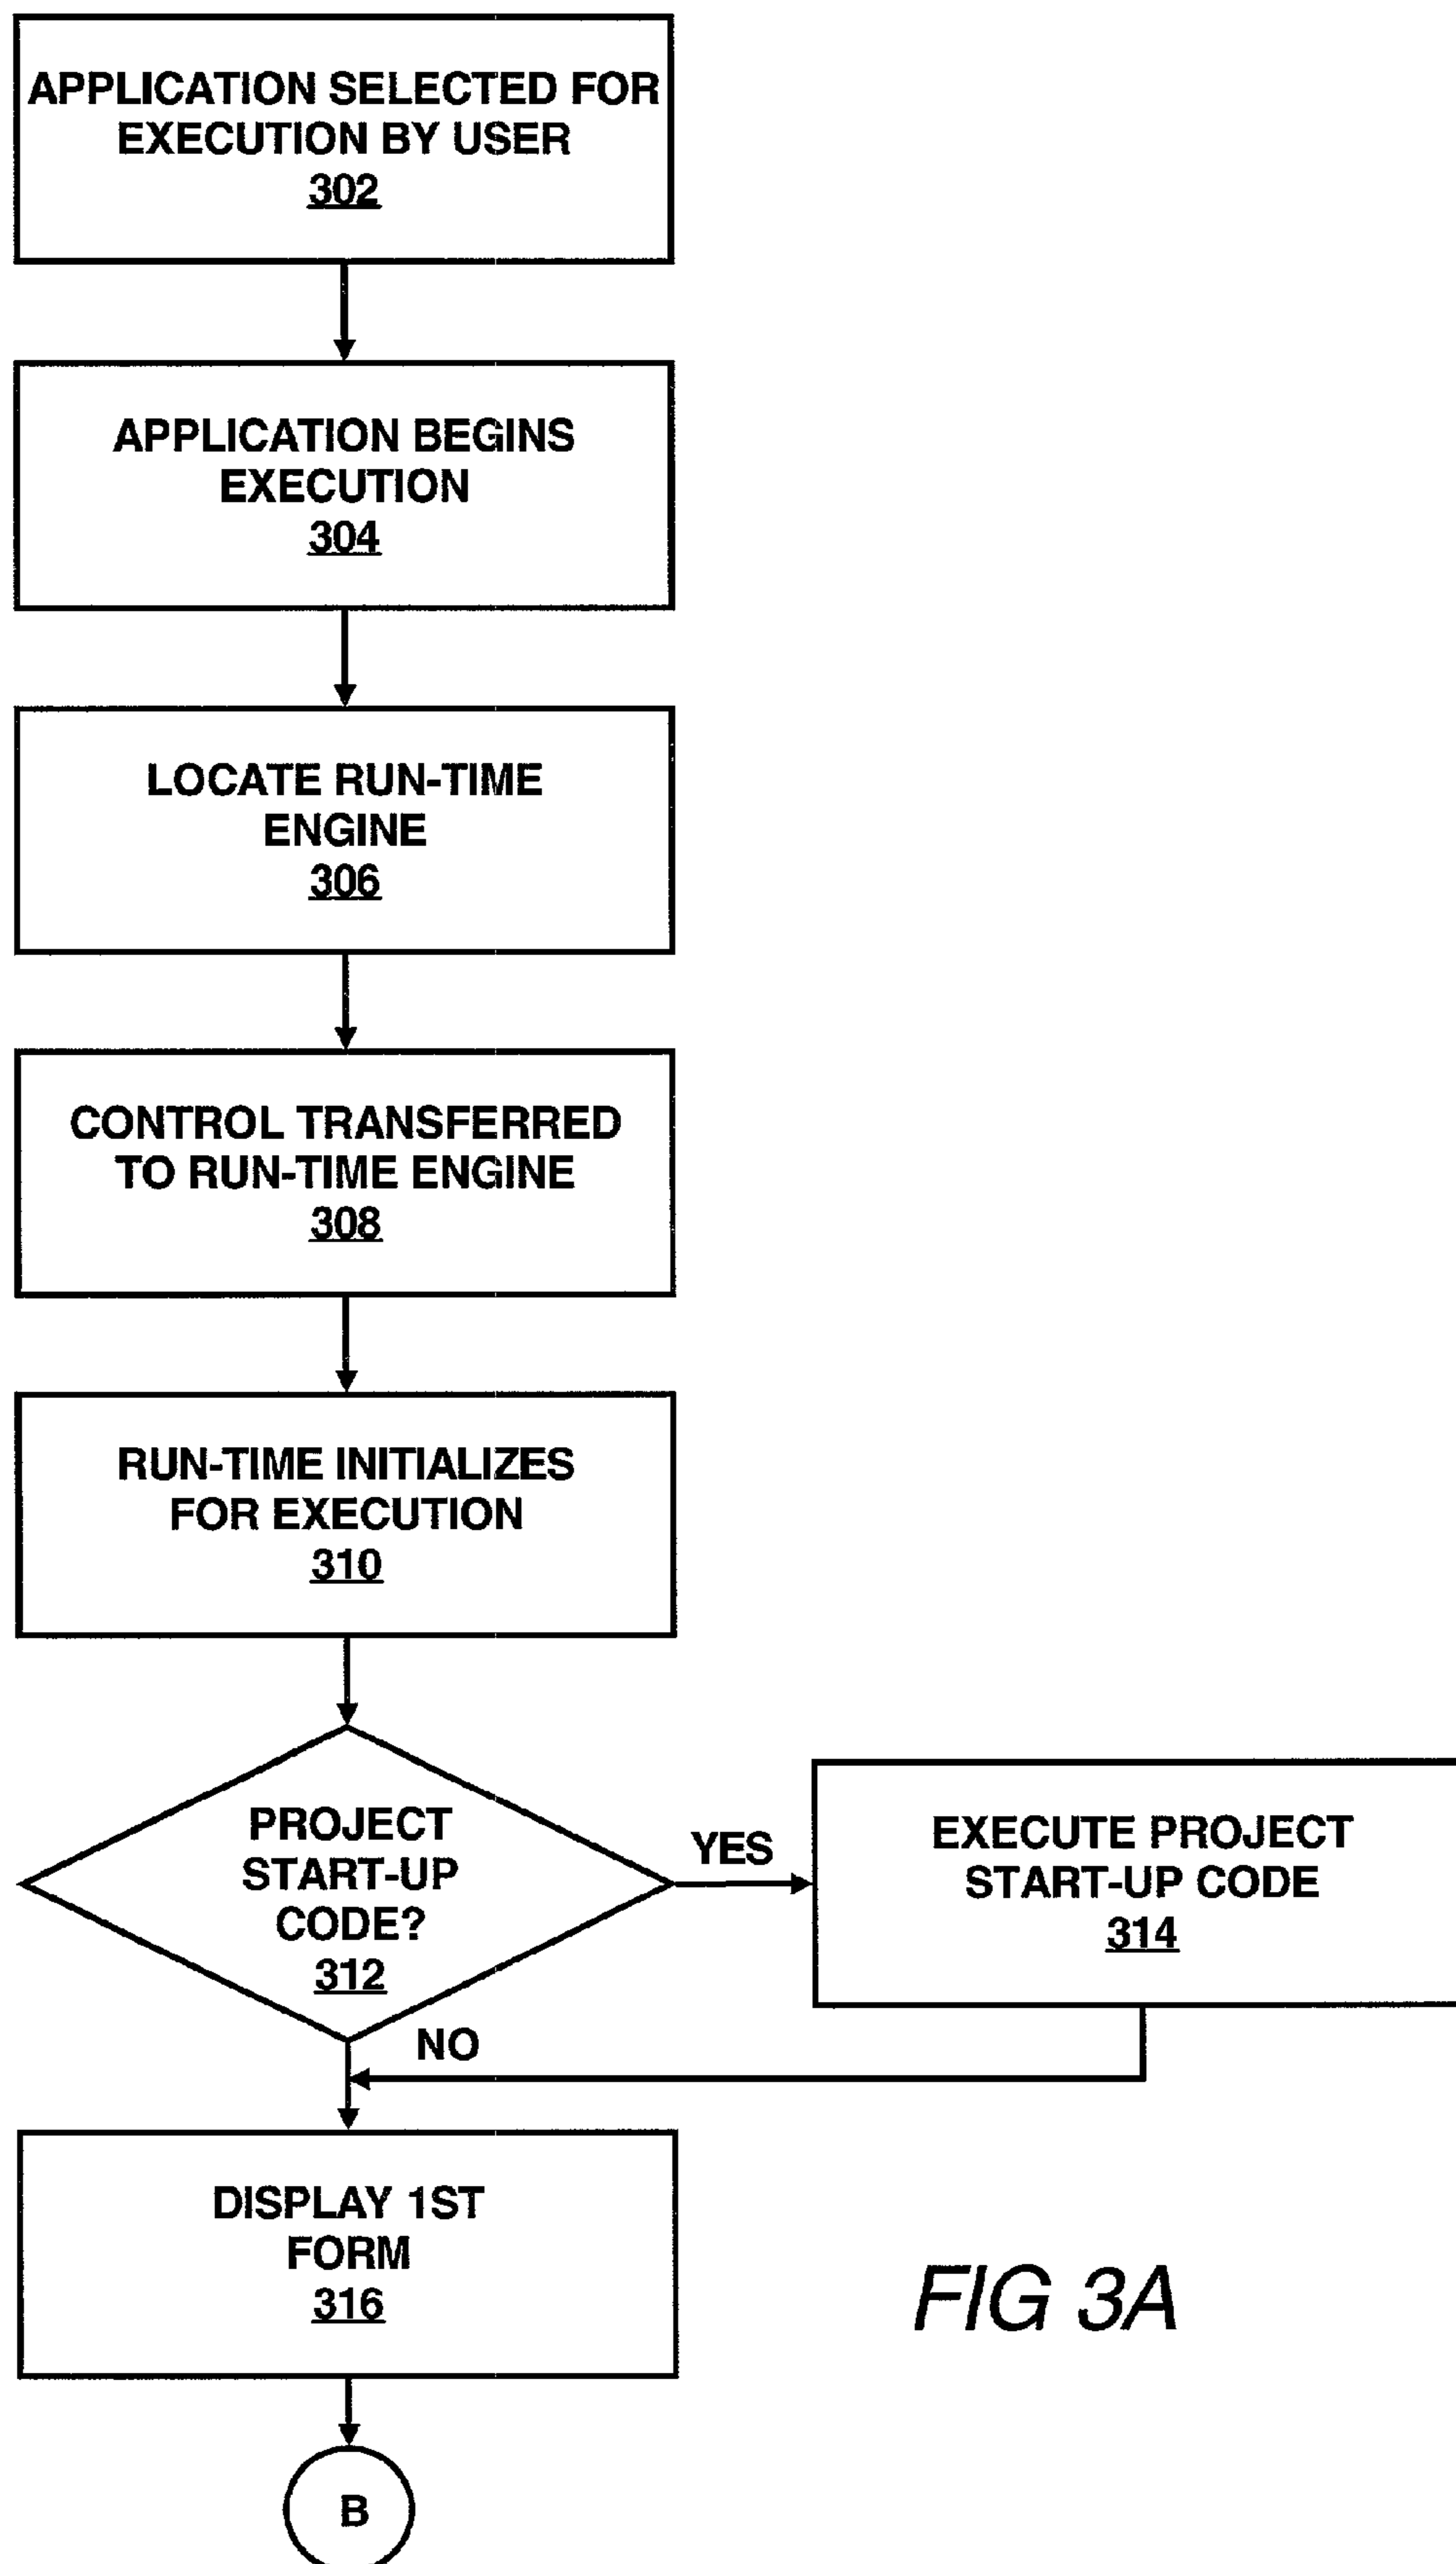 APPLICATION SELECTED FOR
EXECUTION BY USER
302
APPLICATION BEGINS
EXECUTION
304
LOCATE RUN-TIME
ENGINE
306
CONTROL TRANSFERRED
TO RUN-TIME ENGINE
308
RUN-TIME INITIALIZES
FOR EXECUTION
310
PROJECT
START-UP
CODE?
312
YES
EXECUTE PROJECT
START-UP CODE
314
NO
DISPLAY 1ST
FORM
316
FIG 3A
B